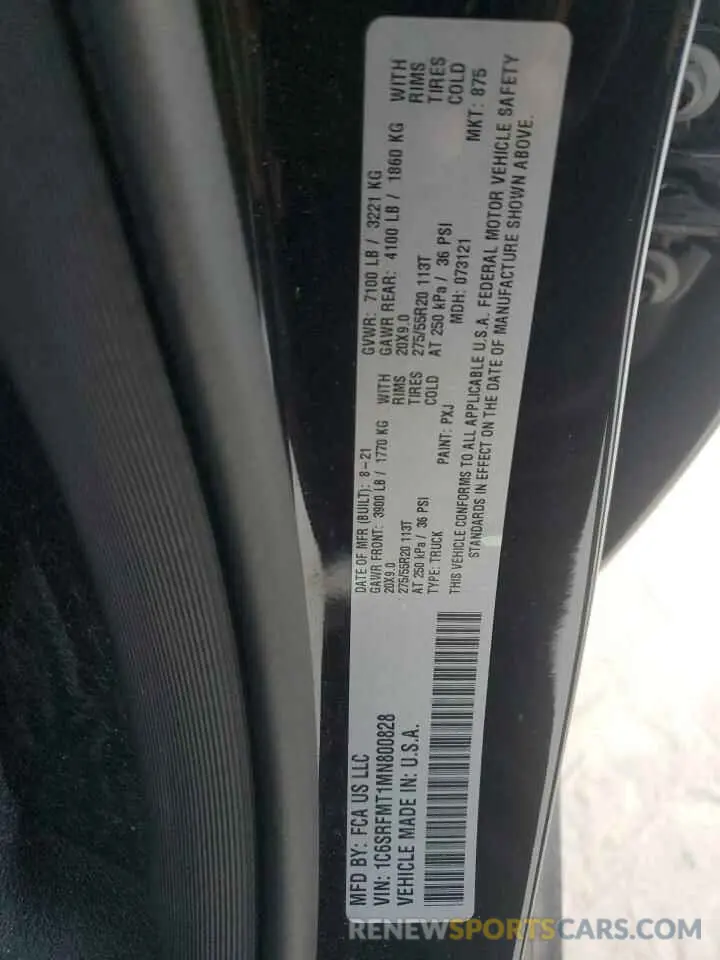 MFD BY: FCA US LLC
VIN: 1C6SRFMT1MN800828
VEHICLE MADE IN: U.S.A.
DATE OF MFR (BUILT): 8-21
GAWR FRONT: 3900 LB / 1770 KG WITH
20X9.0 RIMS
275/55R20 113T TIRES
AT 250 kPa / 36 PSI COLD
TYPE: TRUCK PAINT: PXJ
GVWR: 7100 LB / 3221 KG
GAWR REAR: 4100 LB / 1860 KG WITH
20X9.0 RIMS
275/55R20 113T TIRES
AT 250 kPa / 36 PSI COLD
MDH: 073121 MKT: 875
THIS VEHICLE CONFORMS TO ALL APPLICABLE U.S.A. FEDERAL MOTOR VEHICLE SAFETY
STANDARDS IN EFFECT ON THE DATE OF MANUFACTURE SHOWN ABOVE.
RENEWSPORTSCARS.COM